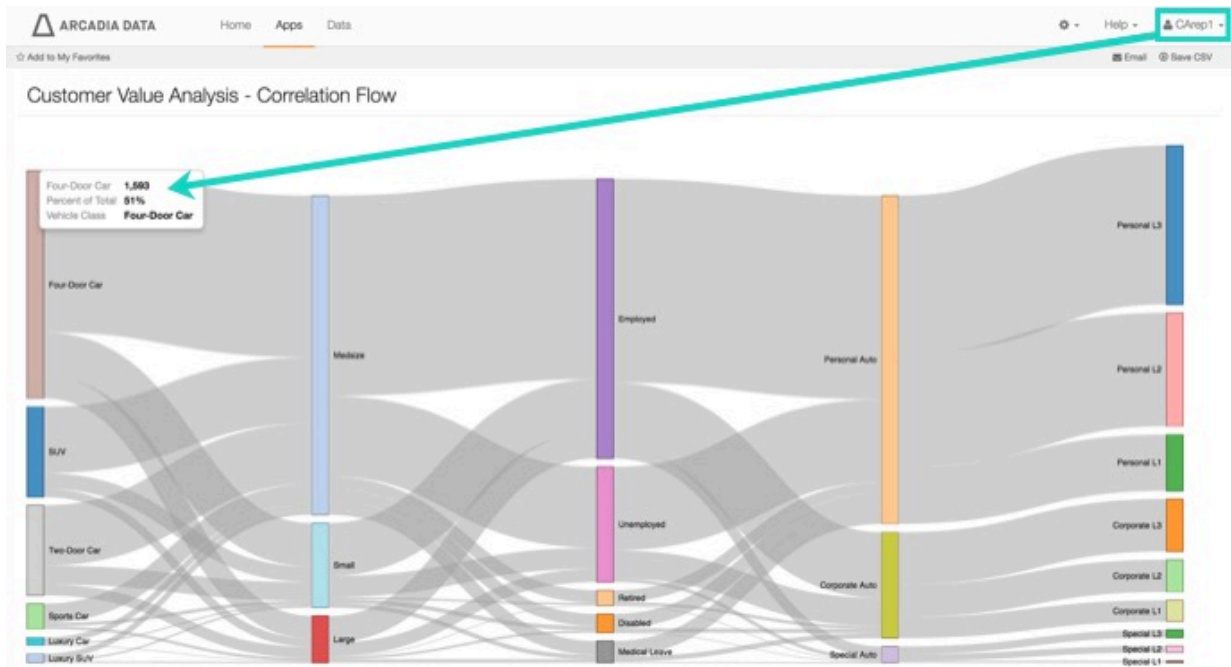 ARCADIA DATA Home Apps Data Help CArep1
Add to My Favorites Email Save CSV
Customer Value Analysis - Correlation Flow
Four-Door Car 1,593
Percent of Total 51%
Vehicle Class Four-Door Car
Four-Door Car
SUV
Two-Door Car
Sports Car
Luxury Car
Luxury SUV
Medsize
Small
Large
Employed
Unemployed
Retired
Disabled
Medical Leave
Personal Auto
Corporate Auto
Special Auto
Personal L3
Personal L2
Personal L1
Corporate L3
Corporate L2
Corporate L1
Special L3
Special L2
Special L1